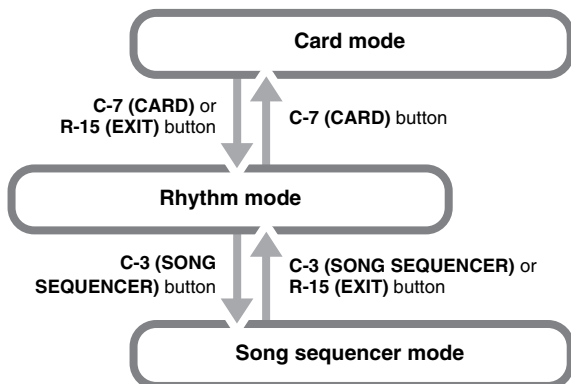 Card mode
C-7 (CARD) or
R-15 (EXIT) button
C-7 (CARD) button
Rhythm mode
C-3 (SONG
SEQUENCER) button
C-3 (SONG SEQUENCER) or
R-15 (EXIT) button
Song sequencer mode